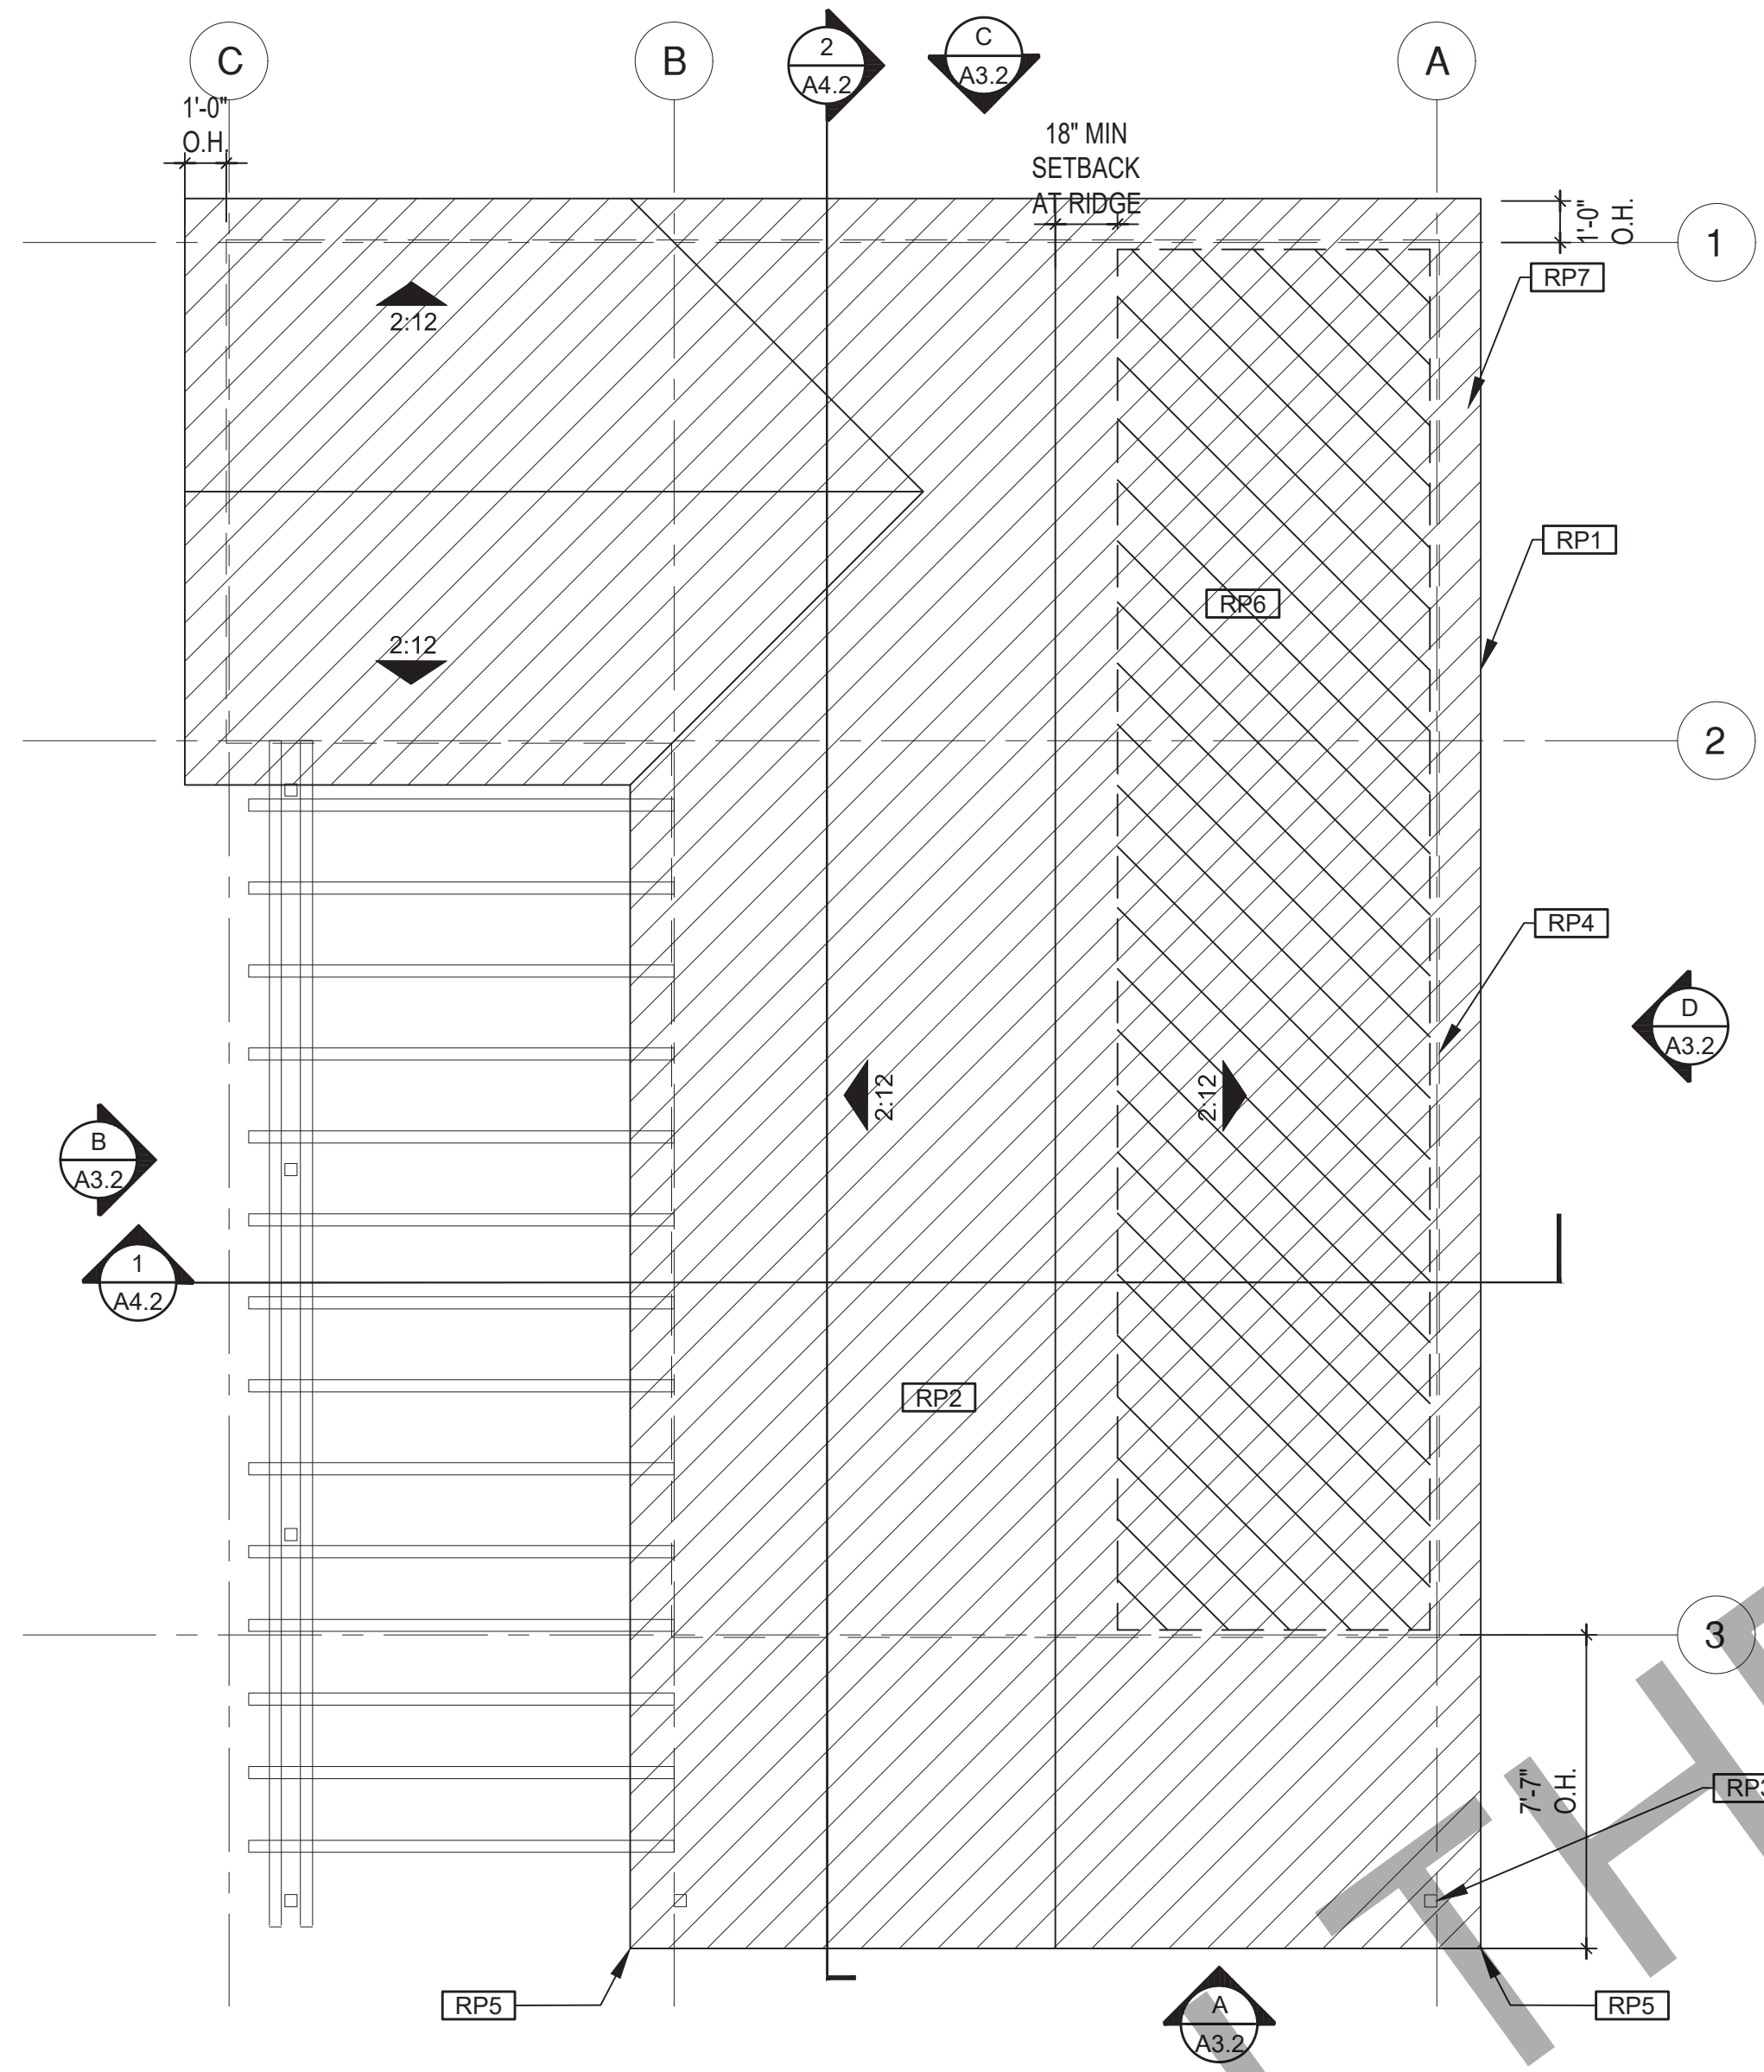 C
B
2
A4.2
C
A3.2
A
1'-0"
O.H.
18" MIN
SETBACK
AT RIDGE
1'-0"
O.H.
1
RP7
2:12
RP1
RP6
2:12
2
RP4
D
A3.2
2:12
2:12
B
A3.2
1
A4.2
RP2
3
7'-7"
O.H.
RP5
A
A3.2
RP5